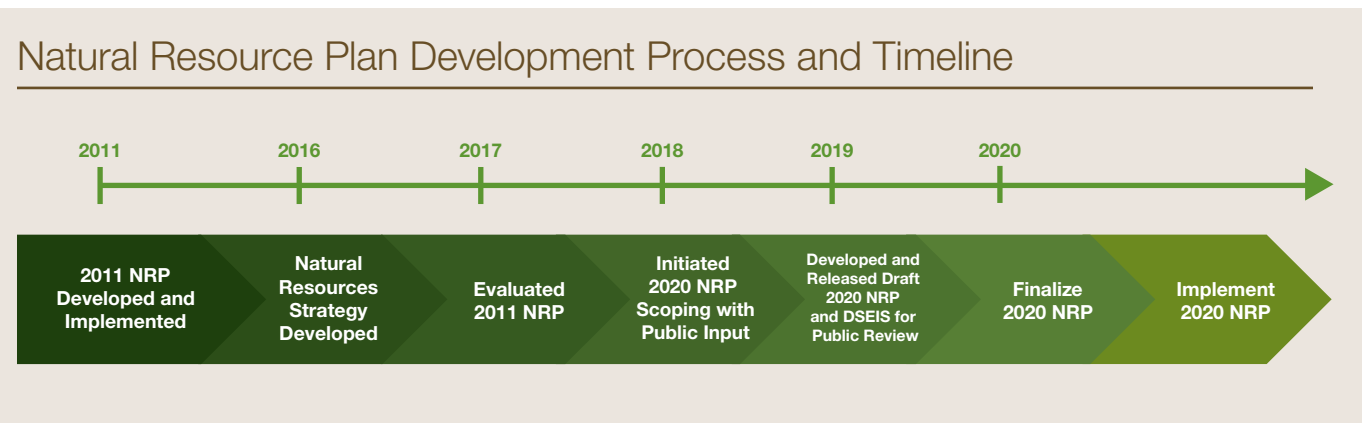 Natural Resource Plan Development Process and Timeline
2011
2016
2017
2018
2019
2020
2011 NRP
Developed and
Implemented
Natural
Resources
Strategy
Developed
Evaluated
2011 NRP
Initiated
2020 NRP
Scoping with
Public Input
Developed and
Released Draft
2020 NRP
and DSEIS for
Public Review
Finalize
2020 NRP
Implement
2020 NRP